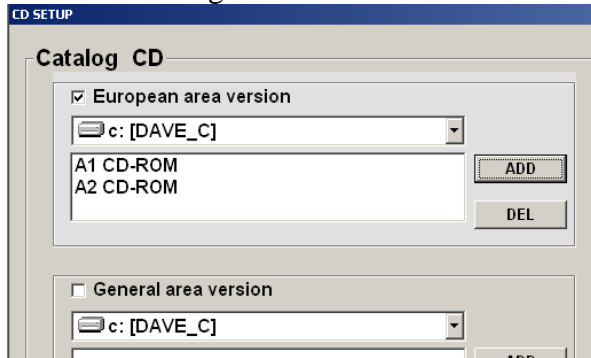 CD SETUP
Catalog CD
European area version
c: [DAVE_C]
A1 CD-ROM
A2 CD-ROM
ADD
DEL
General area version
c: [DAVE_C]
ADD